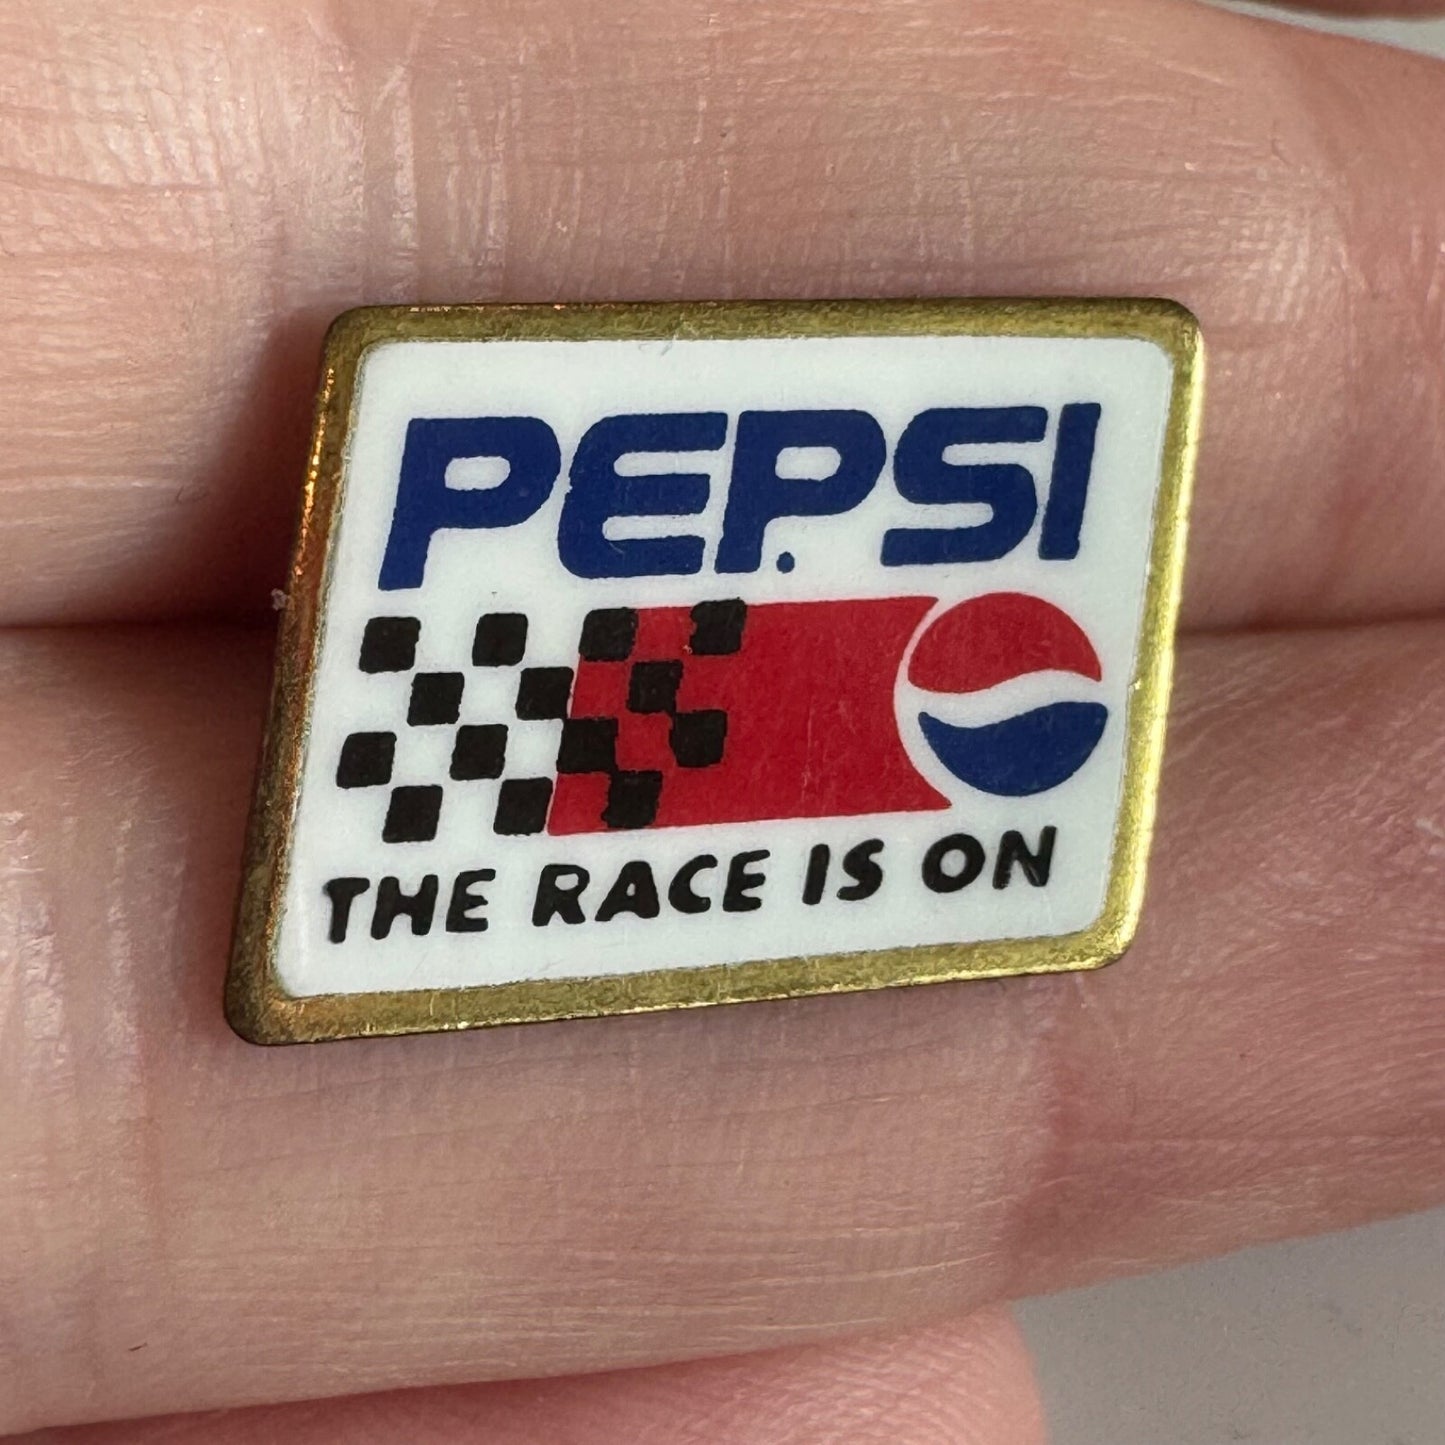 PEPSI
THE RACE IS ON